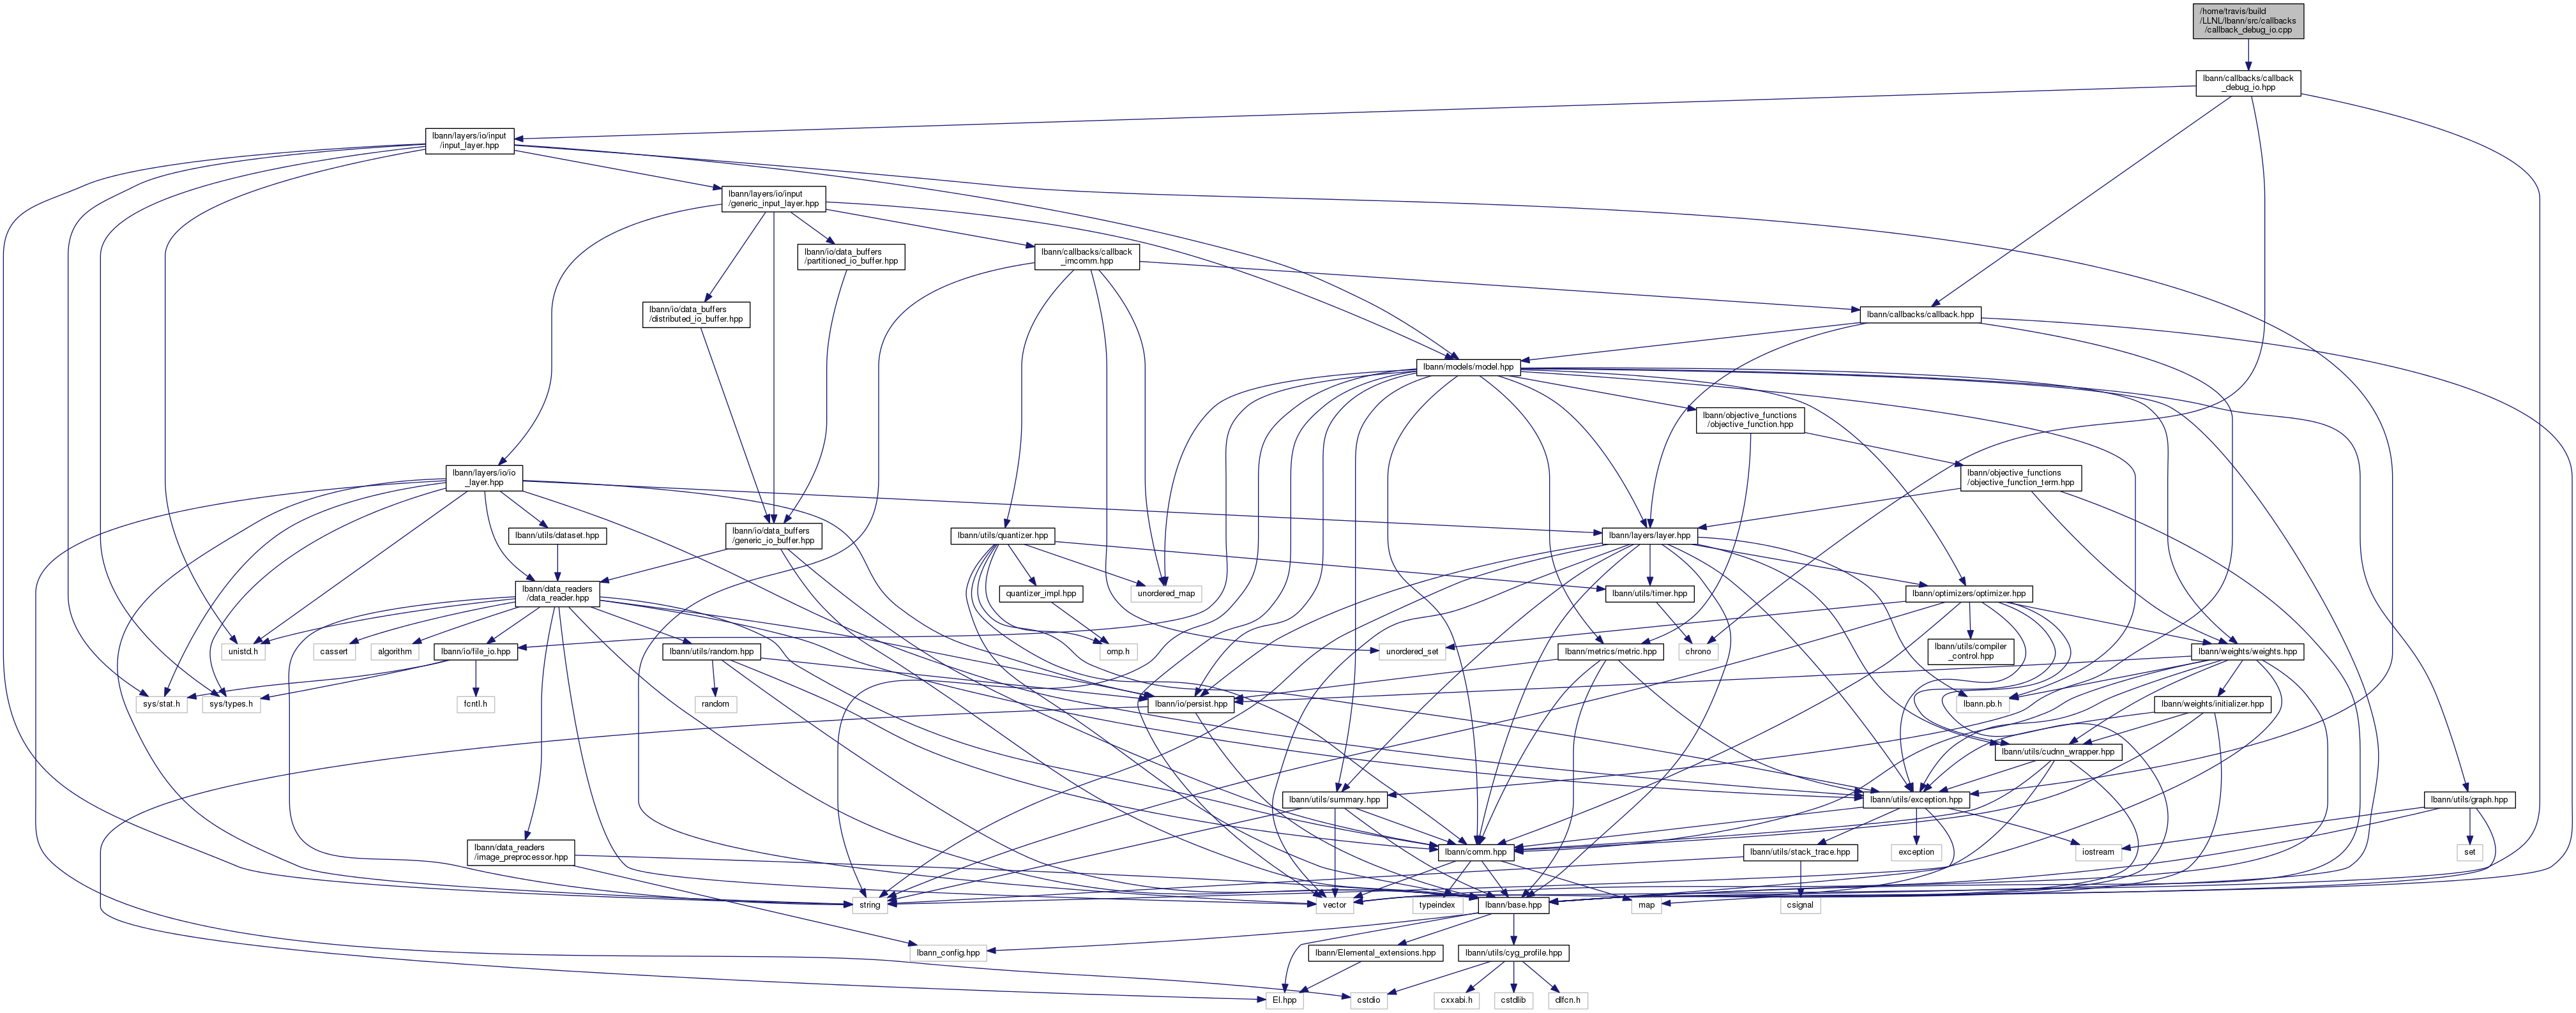 /home/travis/build
/LLNL/lbann/src/callbacks
/callback_debug_io.cpp
lbann/callbacks/callback
_debug_io.hpp
lbann/layers/io/input
/input_layer.hpp
lbann/layers/io/input
/generic_input_layer.hpp
lbann/io/data_buffers
/partitioned_io_buffer.hpp
lbann/callbacks/callback
_imcomm.hpp
lbann/io/data_buffers
/distributed_io_buffer.hpp
lbann/callbacks/callback.hpp
lbann/models/model.hpp
lbann/objective_functions
/objective_function.hpp
lbann/layers/io/io
_layer.hpp
lbann/objective_functions
/objective_function_term.hpp
lbann/utils/dataset.hpp
lbann/io/data_buffers
/generic_io_buffer.hpp
lbann/utils/quantizer.hpp
lbann/layers/layer.hpp
lbann/data_readers
/data_reader.hpp
quantizer_impl.hpp
unordered_map
lbann/utils/timer.hpp
lbann/optimizers/optimizer.hpp
unistd.h
cassert
algorithm
lbann/io/file_io.hpp
lbann/utils/random.hpp
omp.h
unordered_set
lbann/metrics/metric.hpp
chrono
lbann/utils/compiler
_control.hpp
lbann/weights/weights.hpp
sys/stat.h
sys/types.h
fcntl.h
random
lbann/io/persist.hpp
lbann.pb.h
lbann/weights/initializer.hpp
lbann/utils/cudnn_wrapper.hpp
lbann/utils/summary.hpp
lbann/utils/exception.hpp
lbann/utils/graph.hpp
lbann/data_readers
/image_preprocessor.hpp
lbann/comm.hpp
lbann/utils/stack_trace.hpp
exception
iostream
set
string
vector
typeindex
lbann/base.hpp
map
csignal
lbann_config.hpp
lbann/Elemental_extensions.hpp
lbann/utils/cyg_profile.hpp
El.hpp
cstdio
cxxabi.h
cstdlib
dlfcn.h